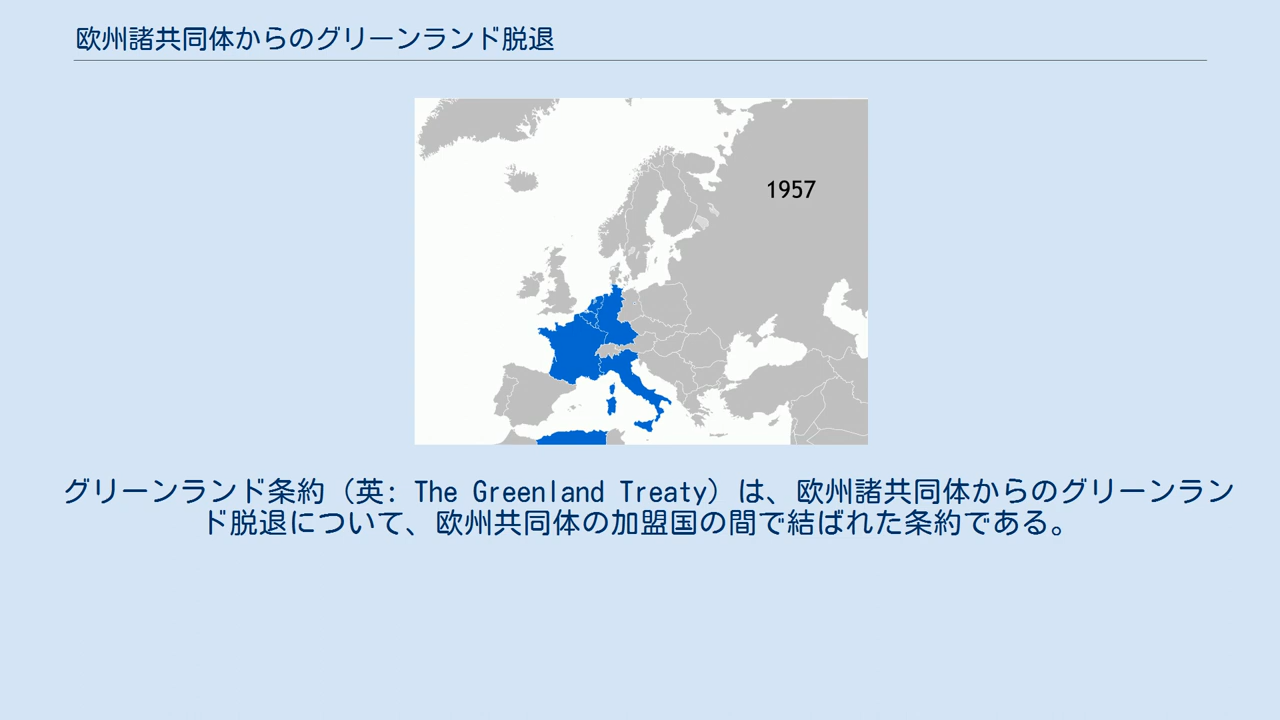 欧州諸共同体からのグリーンランド脱退
1957
グリーンランド条約（英: The Greenland Treaty）は、欧州諸共同体からのグリーンラン
ド脱退について、欧州共同体の加盟国の間で結ばれた条約である。